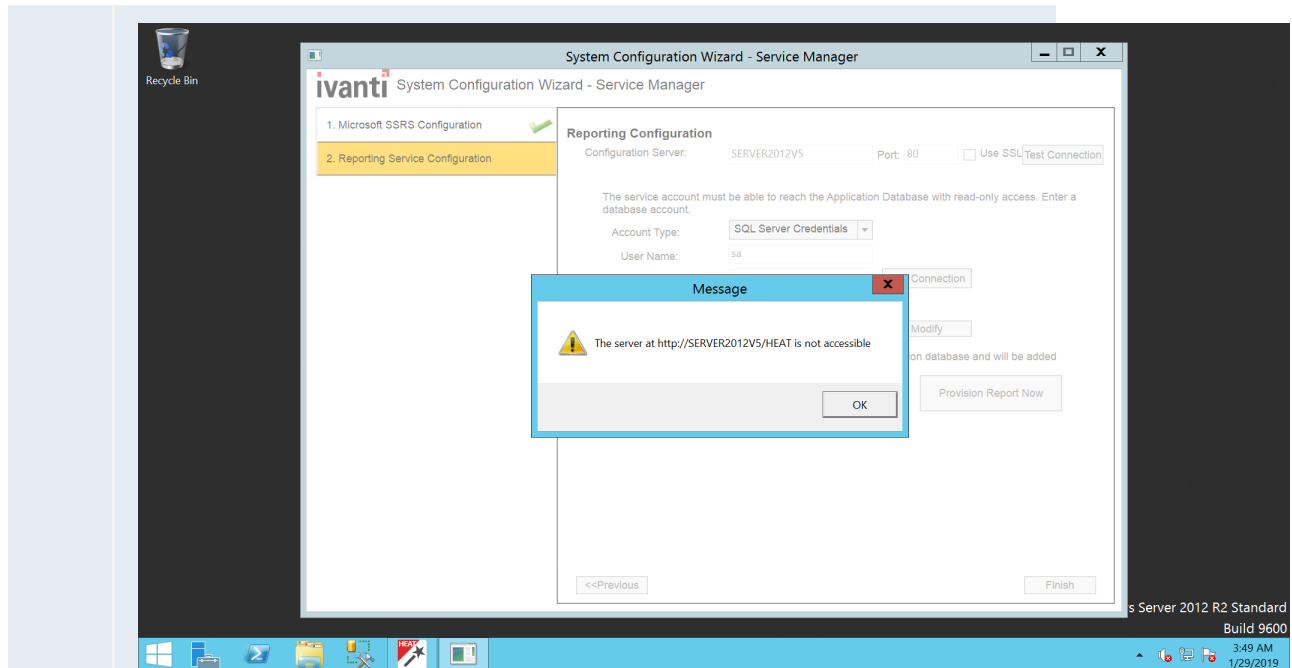 Recycle Bin
System Configuration Wizard - Service Manager
ivanti System Configuration Wizard - Service Manager
1. Microsoft SSRS Configuration
2. Reporting Service Configuration
Reporting Configuration
Configuration Server: SERVER2012V5 Port: 80 Use SSL Test Connection
The service account must be able to reach the Application Database with read-only access. Enter a
database account.
Account Type: SQL Server Credentials
User Name: sa
Connection
Message
The server at http://SERVER2012V5/HEAT is not accessible
OK
Modify
on database and will be added
Provision Report Now
<<Previous
Finish
s Server 2012 R2 Standard
Build 9600
HEAT
3:49 AM
1/29/2019